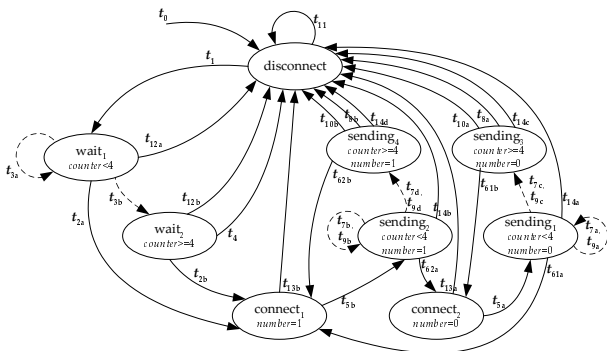 t0
t11
t1
disconnect
t10b t8b t14d
t10a t8a t14c
wait1
counter<4
t12a
t3a
t3b
sending4
counter>=4
number=1
sending3
counter>=4
number=0
t62b
t61b
t7d,
t9d
t7c,
t9c
t2a
t12b
t14b
t14a
wait2
counter>=4
t4
t7b,
t9b
sending2
counter<4
number=1
sending1
counter<4
number=0
t7a,
t9a
t2b
t13b
t62a
t13a
t61a
connect1
number=1
t5b
connect2
number=0
t5a